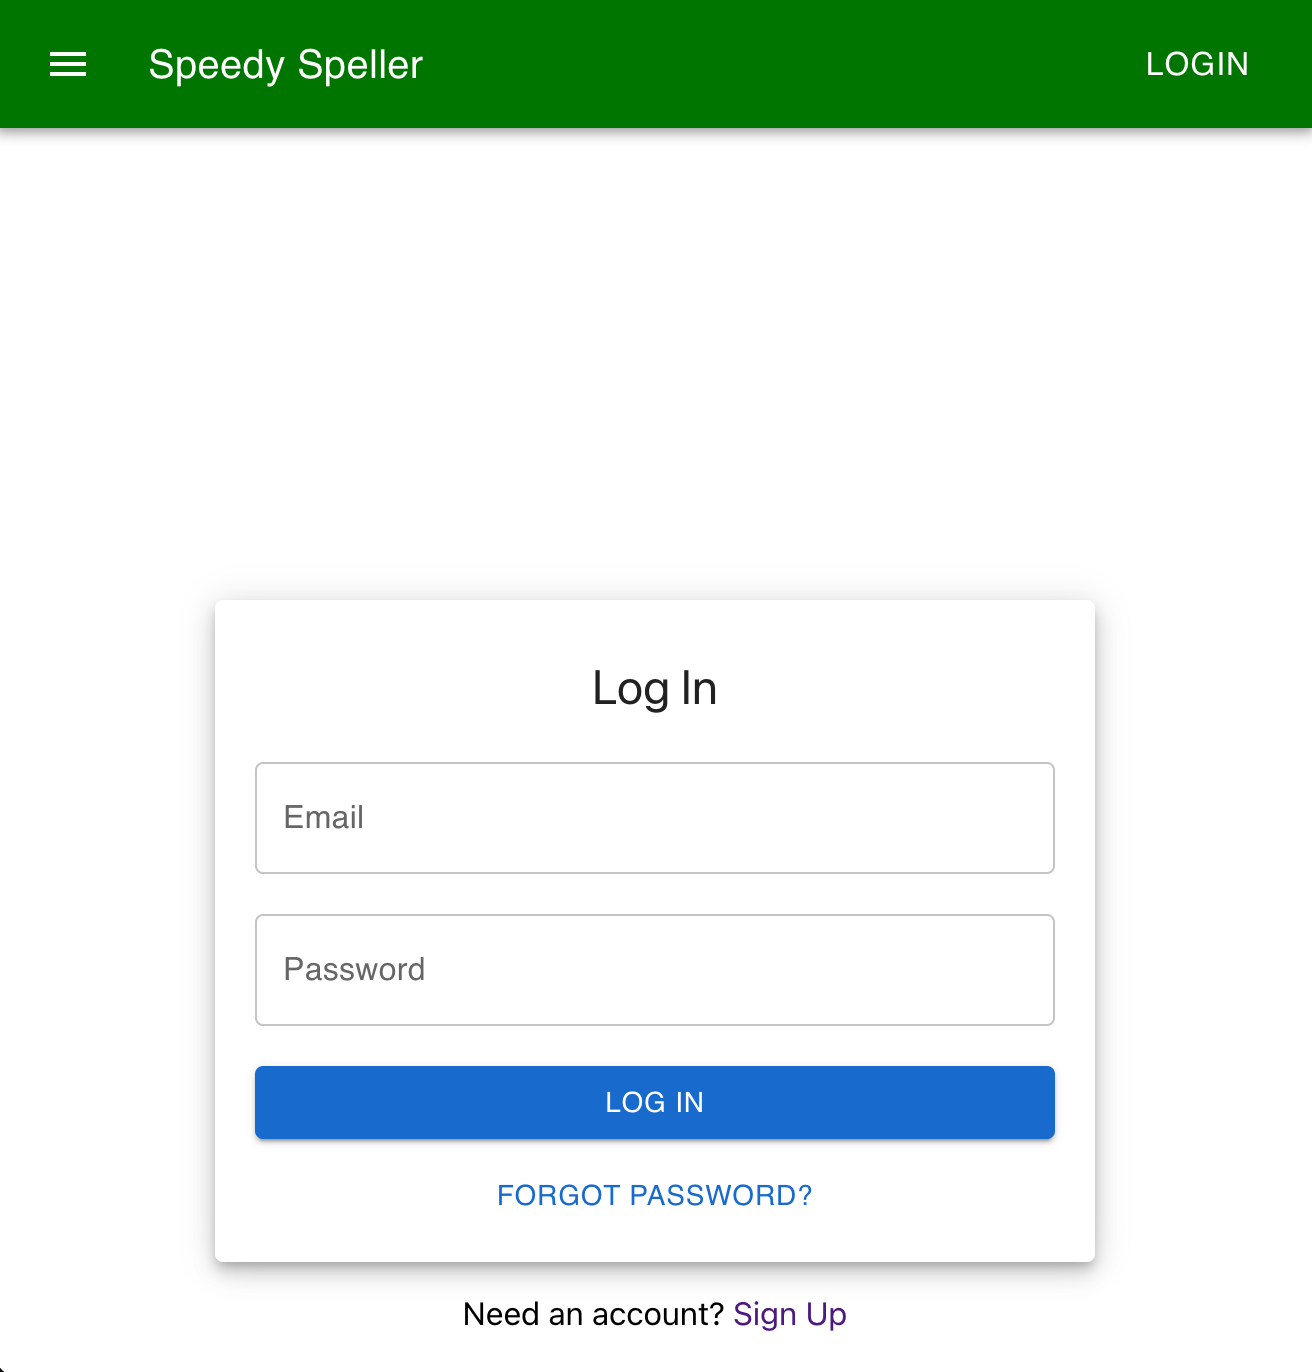 Speedy Speller
LOGIN
Log In
Email
Password
LOG IN
FORGOT PASSWORD?
Need an account? Sign Up